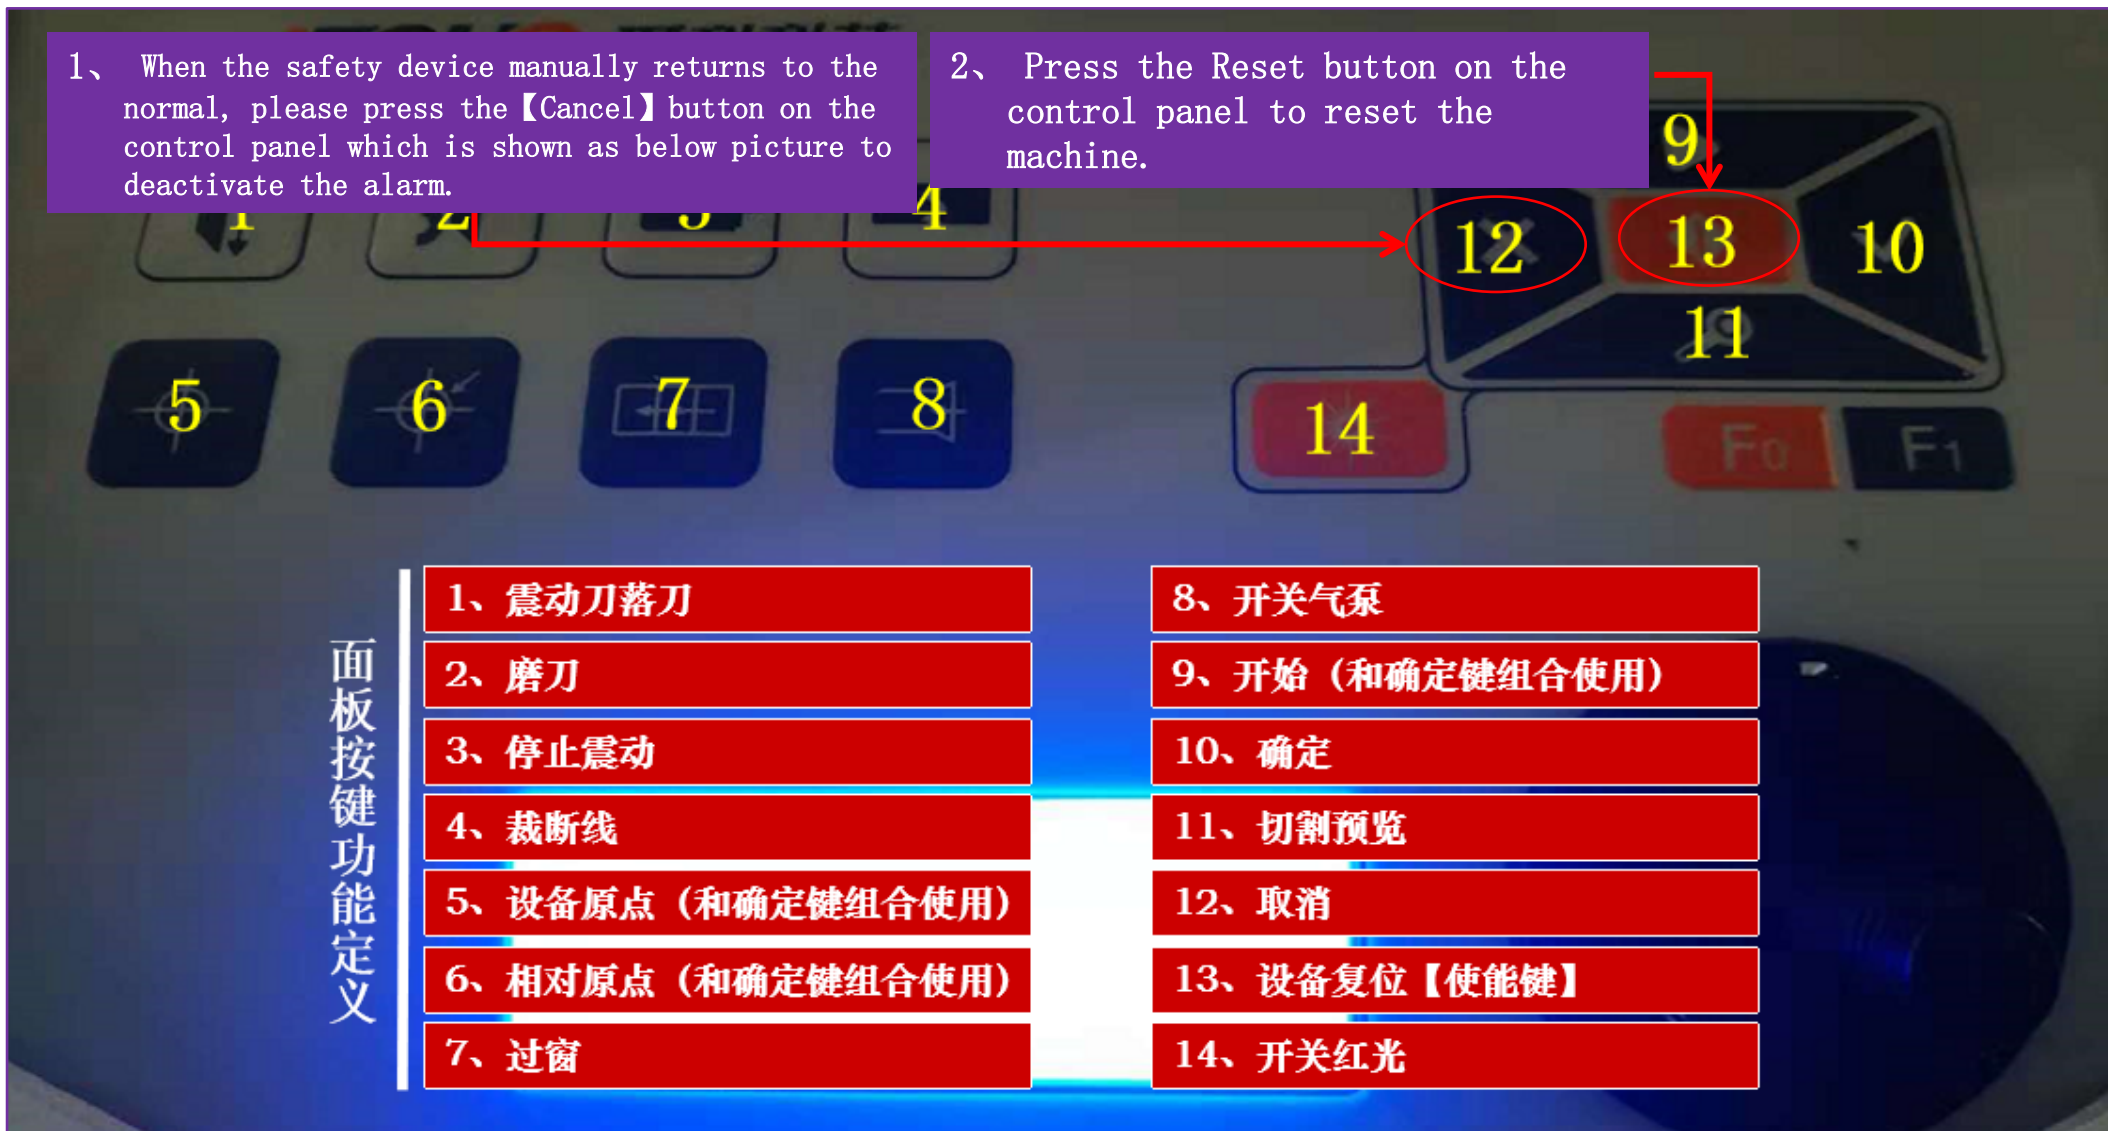 1、 When the safety device manually returns to the
normal, please press the【Cancel】button on the
control panel which is shown as below picture to
deactivate the alarm.
2、 Press the Reset button on the
control panel to reset the
machine.
9
1
2
3
4
12
13
10
11
5
6
7
8
14
F0
F1
面板按键功能定义
1、震动刀落刀
2、磨刀
3、停止震动
4、裁断线
5、设备原点（和确定键组合使用）
6、相对原点（和确定键组合使用）
7、过窗
8、开关气泵
9、开始（和确定键组合使用）
10、确定
11、切割预览
12、取消
13、设备复位【使能键】
14、开关红光